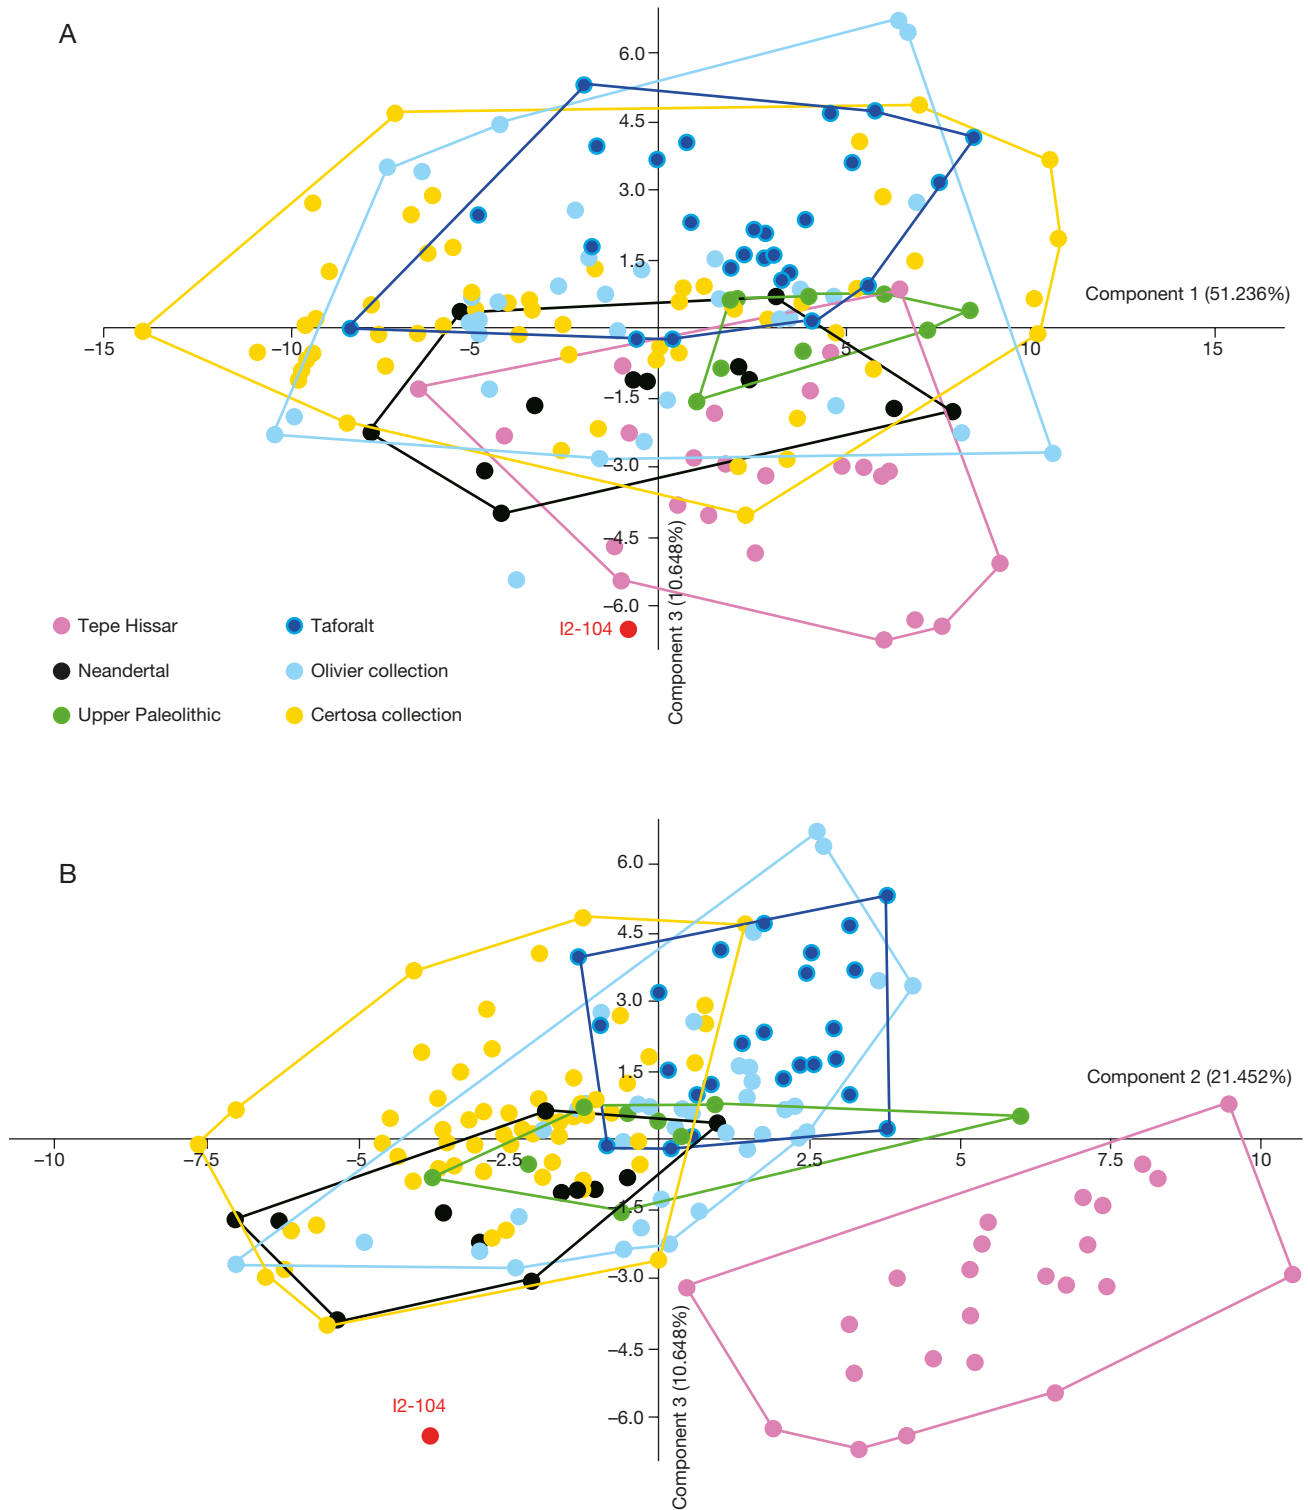 A
6.0
4.5
3.0
1.5
Component 1 (51.236%)
−15
−10
−5
5
10
15
−1.5
−3.0
−4.5
−6.0
Component 3 (10.648%)
I2-104
Tepe Hissar
Taforalt
Neandertal
Olivier collection
Upper Paleolithic
Certosa collection
B
6.0
4.5
3.0
1.5
Component 2 (21.452%)
−10
−7.5
−5
−2.5
2.5
5
7.5
10
−1.5
−3.0
−4.5
−6.0
Component 3 (10.648%)
I2-104